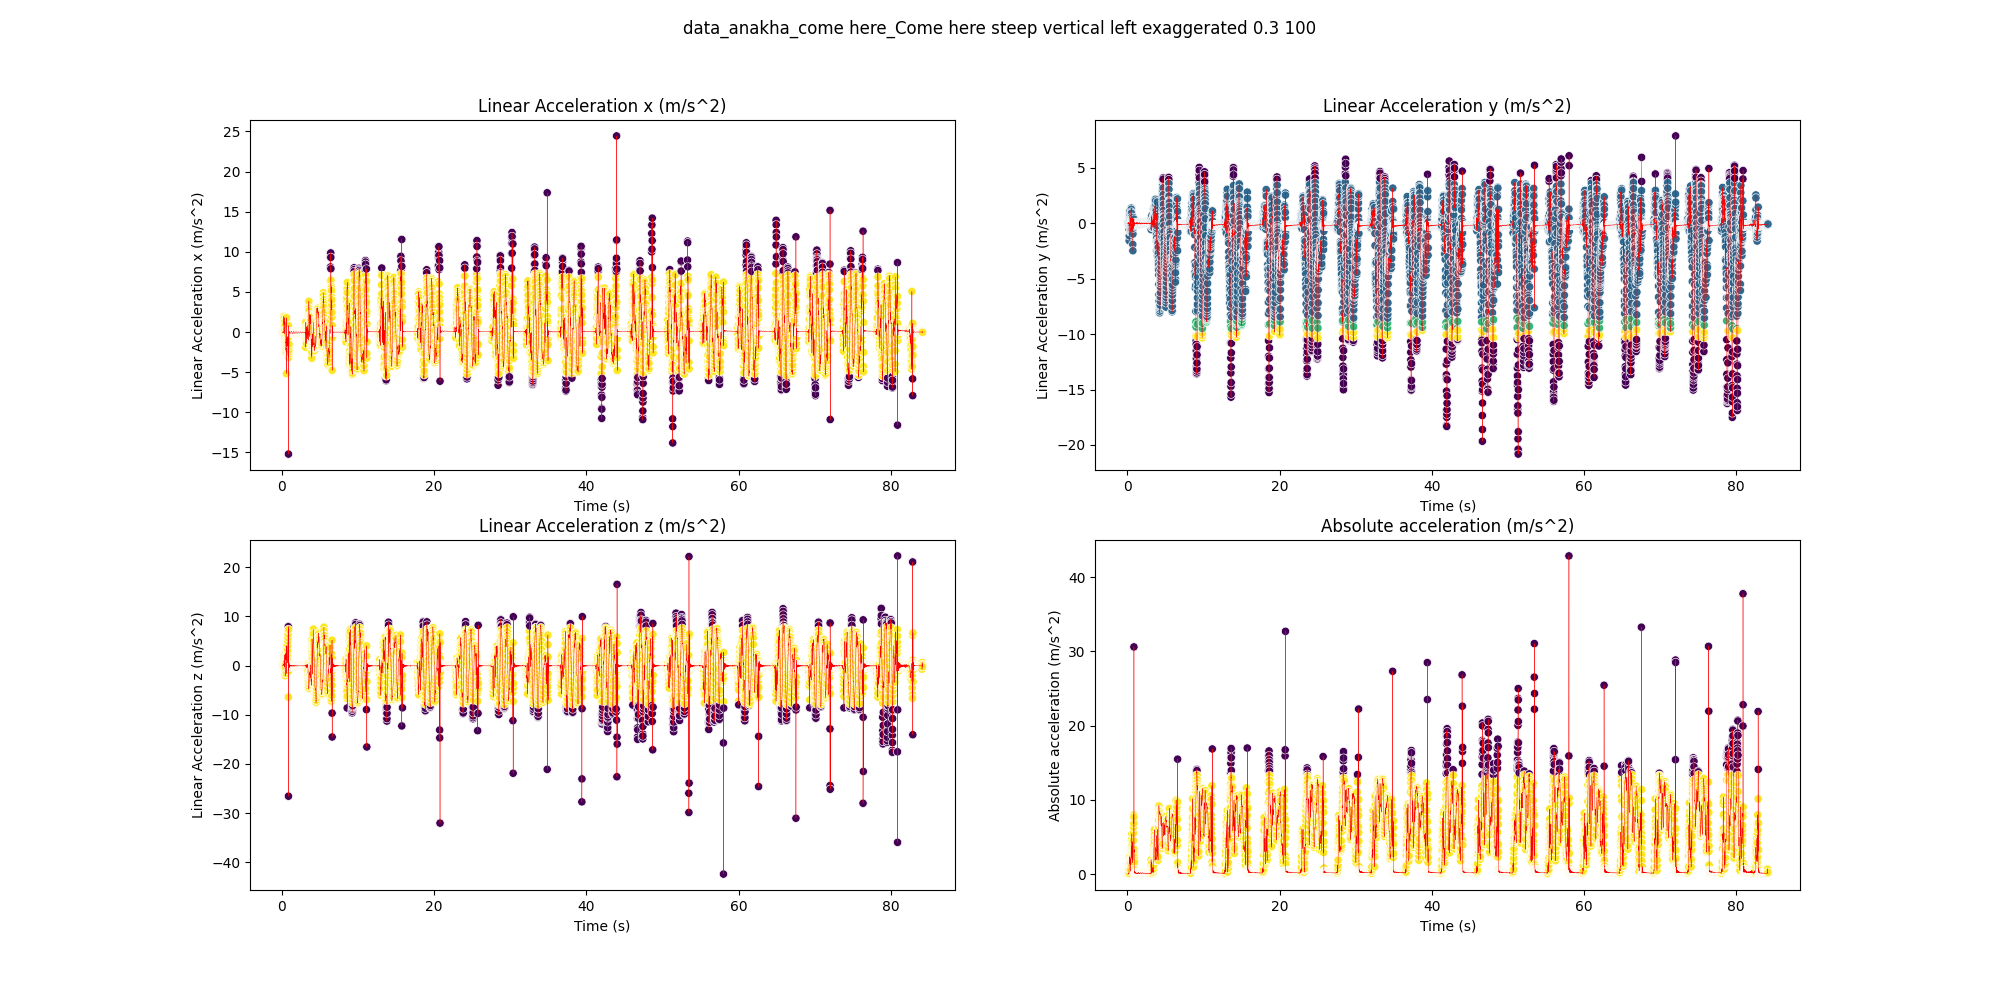 data_anakha_come here_Come here steep vertical left exaggerated 0.3 100
Linear Acceleration x (m/s^2)
Linear Acceleration x (m/s^2)
25
20
15
10
5
0
−5
−10
−15
0 20 40 60 80
Time (s)
Linear Acceleration y (m/s^2)
Linear Acceleration y (m/s^2)
5
0
−5
−10
−15
−20
0 20 40 60 80
Time (s)
Linear Acceleration z (m/s^2)
Linear Acceleration z (m/s^2)
20
10
0
−10
−20
−30
−40
0 20 40 60 80
Time (s)
Absolute acceleration (m/s^2)
Absolute acceleration (m/s^2)
40
30
20
10
0
0 20 40 60 80
Time (s)